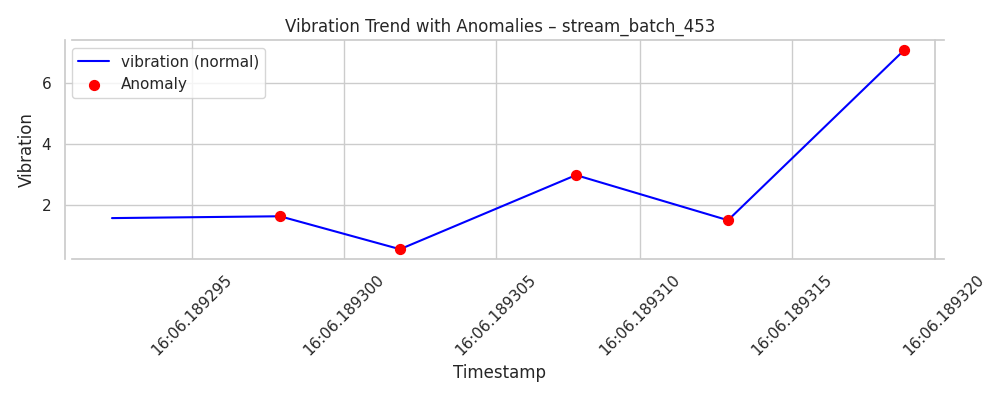 Vibration Trend with Anomalies – stream_batch_453
vibration (normal)
Anomaly
Vibration
6
4
2
16:06.189295
16:06.189300
16:06.189305
16:06.189310
16:06.189315
16:06.189320
Timestamp